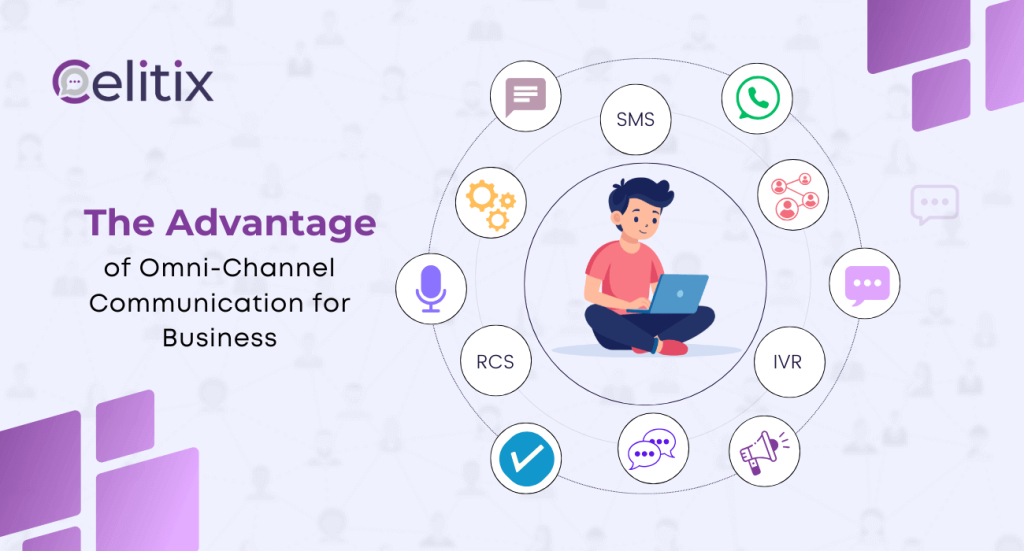 Celitix
The Advantage
of Omni-Channel
Communication for
Business
SMS
RCS
IVR